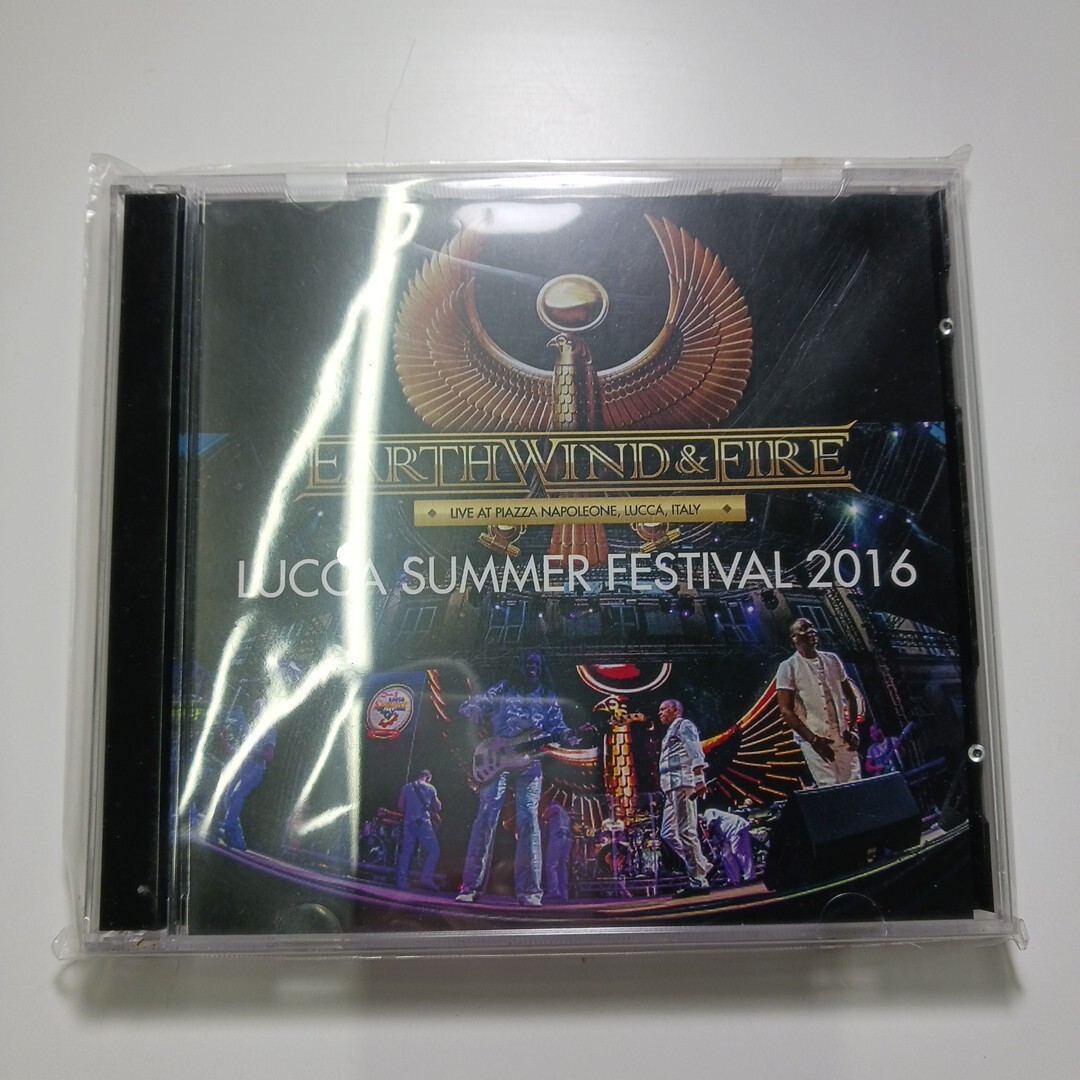 EARTH WIND & FIRE
LIVE AT PIAZZA NAPOLEONE, LUCCA, ITALY
LUCCA SUMMER FESTIVAL 2016